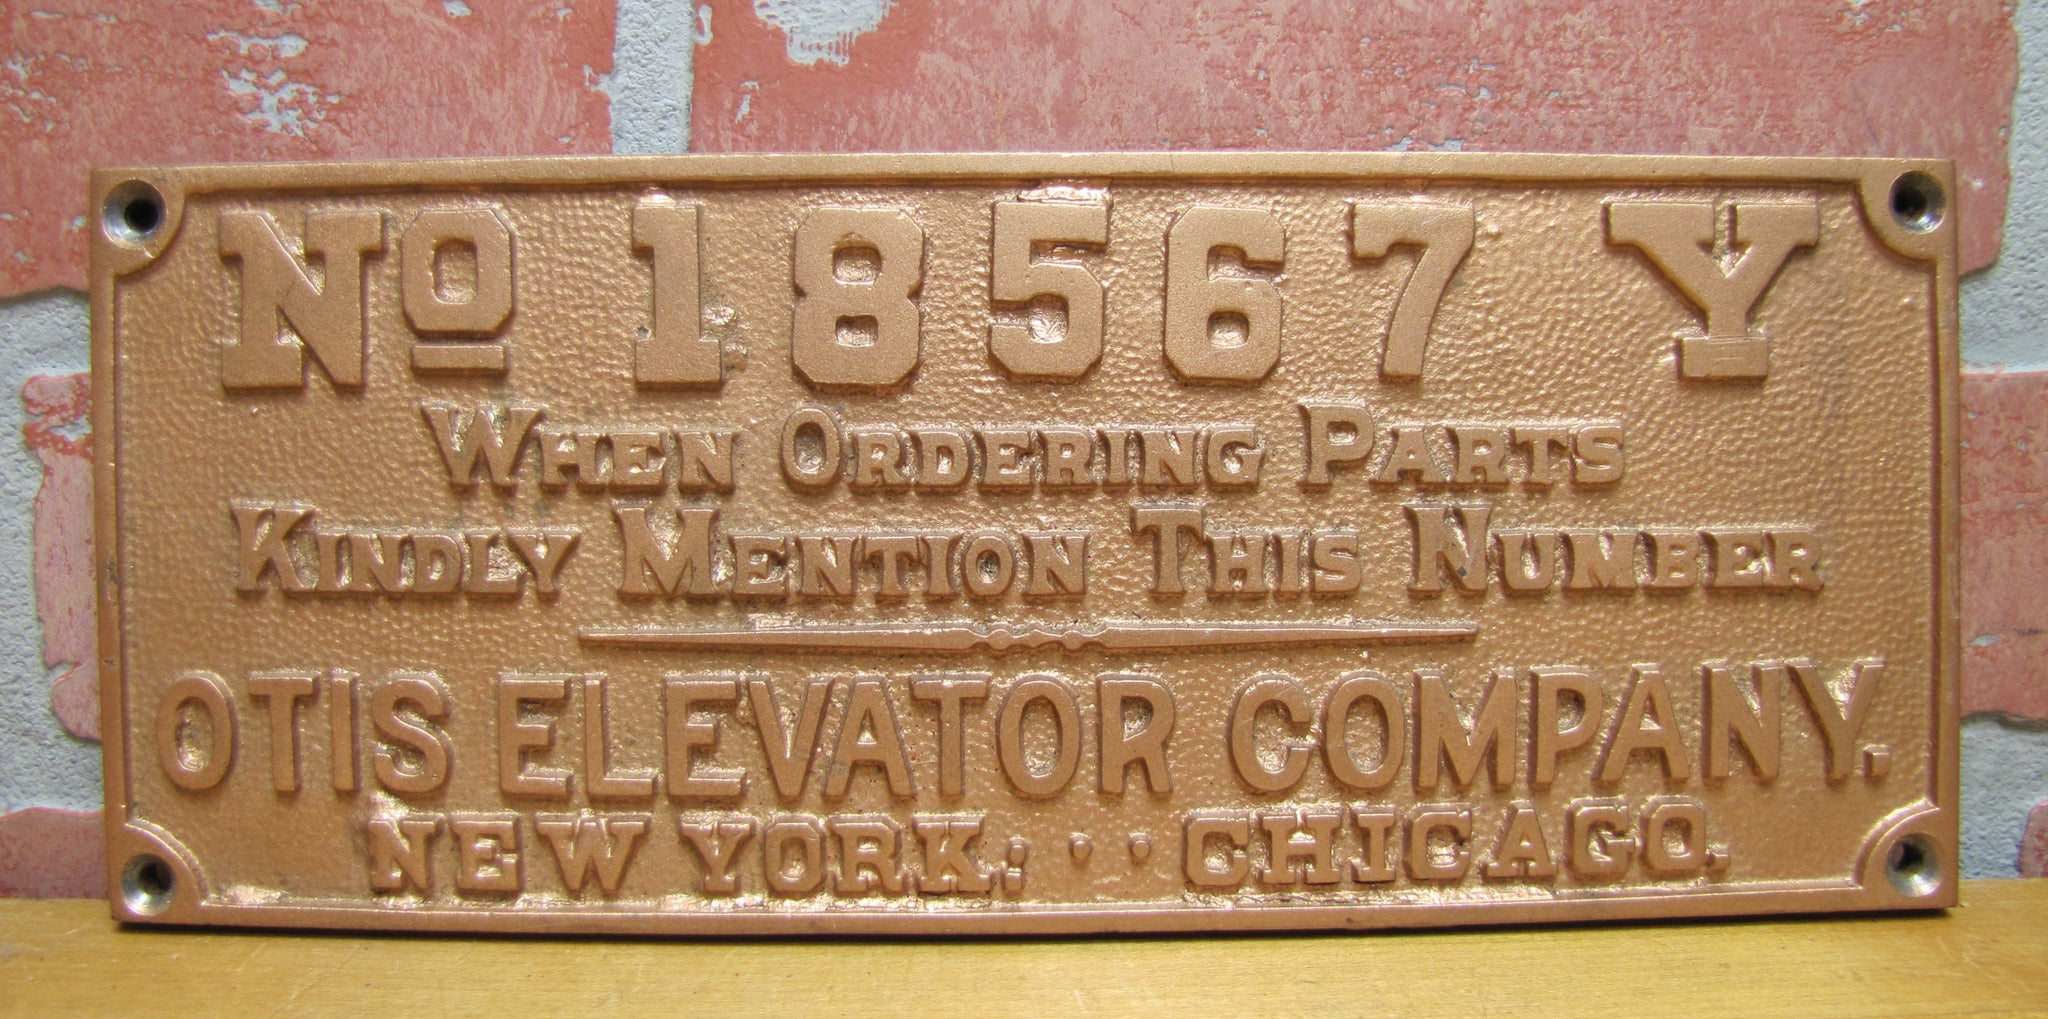 Nº 18567 Y
WHEN ORDERING PARTS
KINDLY MENTION THIS NUMBER
OTIS ELEVATOR COMPANY.
NEW YORK; · · CHICAGO.